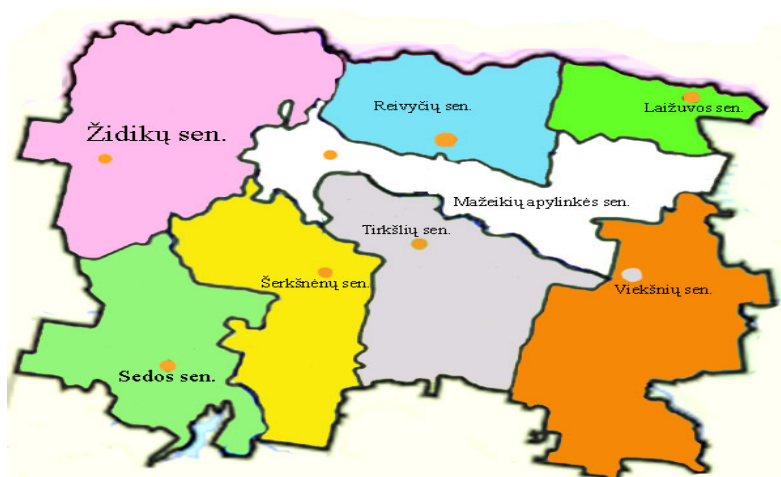 Reivyčių sen.
Laižuvos sen.
Židikų sen.
Mažeikių apylinkės sen.
Tirkšlių sen.
Šerkšnėnų sen.
Viekšnių sen.
Sedos sen.